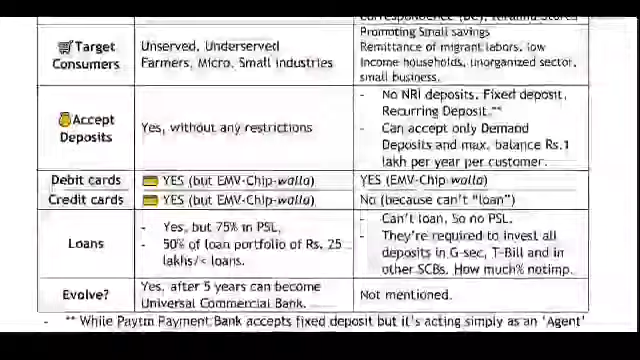 Target Consumers
Unserved, Underserved
Farmers, Micro, Small industries
Promoting Small savings
Remittance of migrant labors, low
Income households, unorganized sector,
small business.
Accept Deposits
Yes, without any restrictions
- No NRI deposits, Fixed deposit,
Recurring Deposit.**
- Can accept only Demand
Deposits and max. balance Rs.1
lakh per year per customer.
Debit cards
YES (but EMV-Chip-walla)
YES (EMV-Chip-walla)
Credit cards
YES (but EMV-Chip-walla)
No (because can't "loan")
Loans
- Yes, but 75% in PSL,
- 50% of loan portfolio of Rs. 25
lakhs/< loans.
- Can't loan, So no PSL.
- They're required to invest all
deposits in G-sec, T-Bill and in
other SCBs. How much% notimp.
Evolve?
Yes, after 5 years can become
Universal Commercial Bank.
Not mentioned.
- ** While Paytm Payment Bank accepts fixed deposit but it's acting simply as an 'Agent'